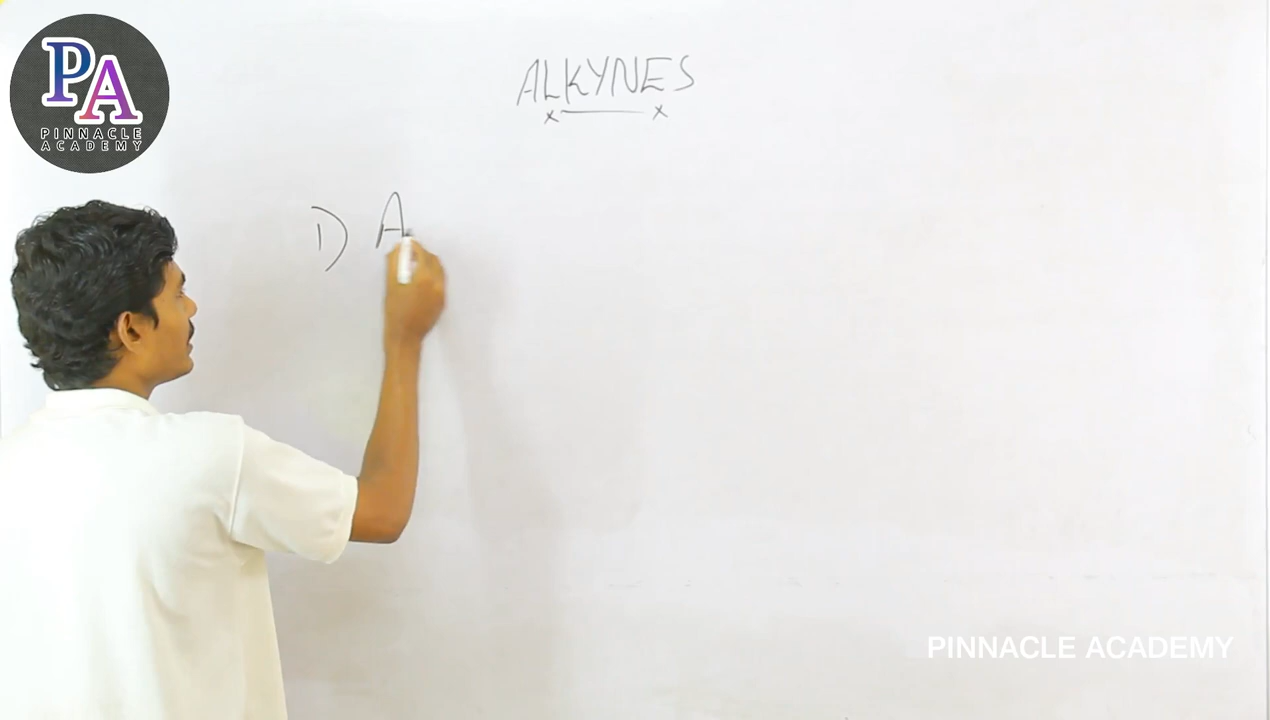 PA
PINNACLE
ACADEMY
ALKYNES
x x
1) A
PINNACLE ACADEMY